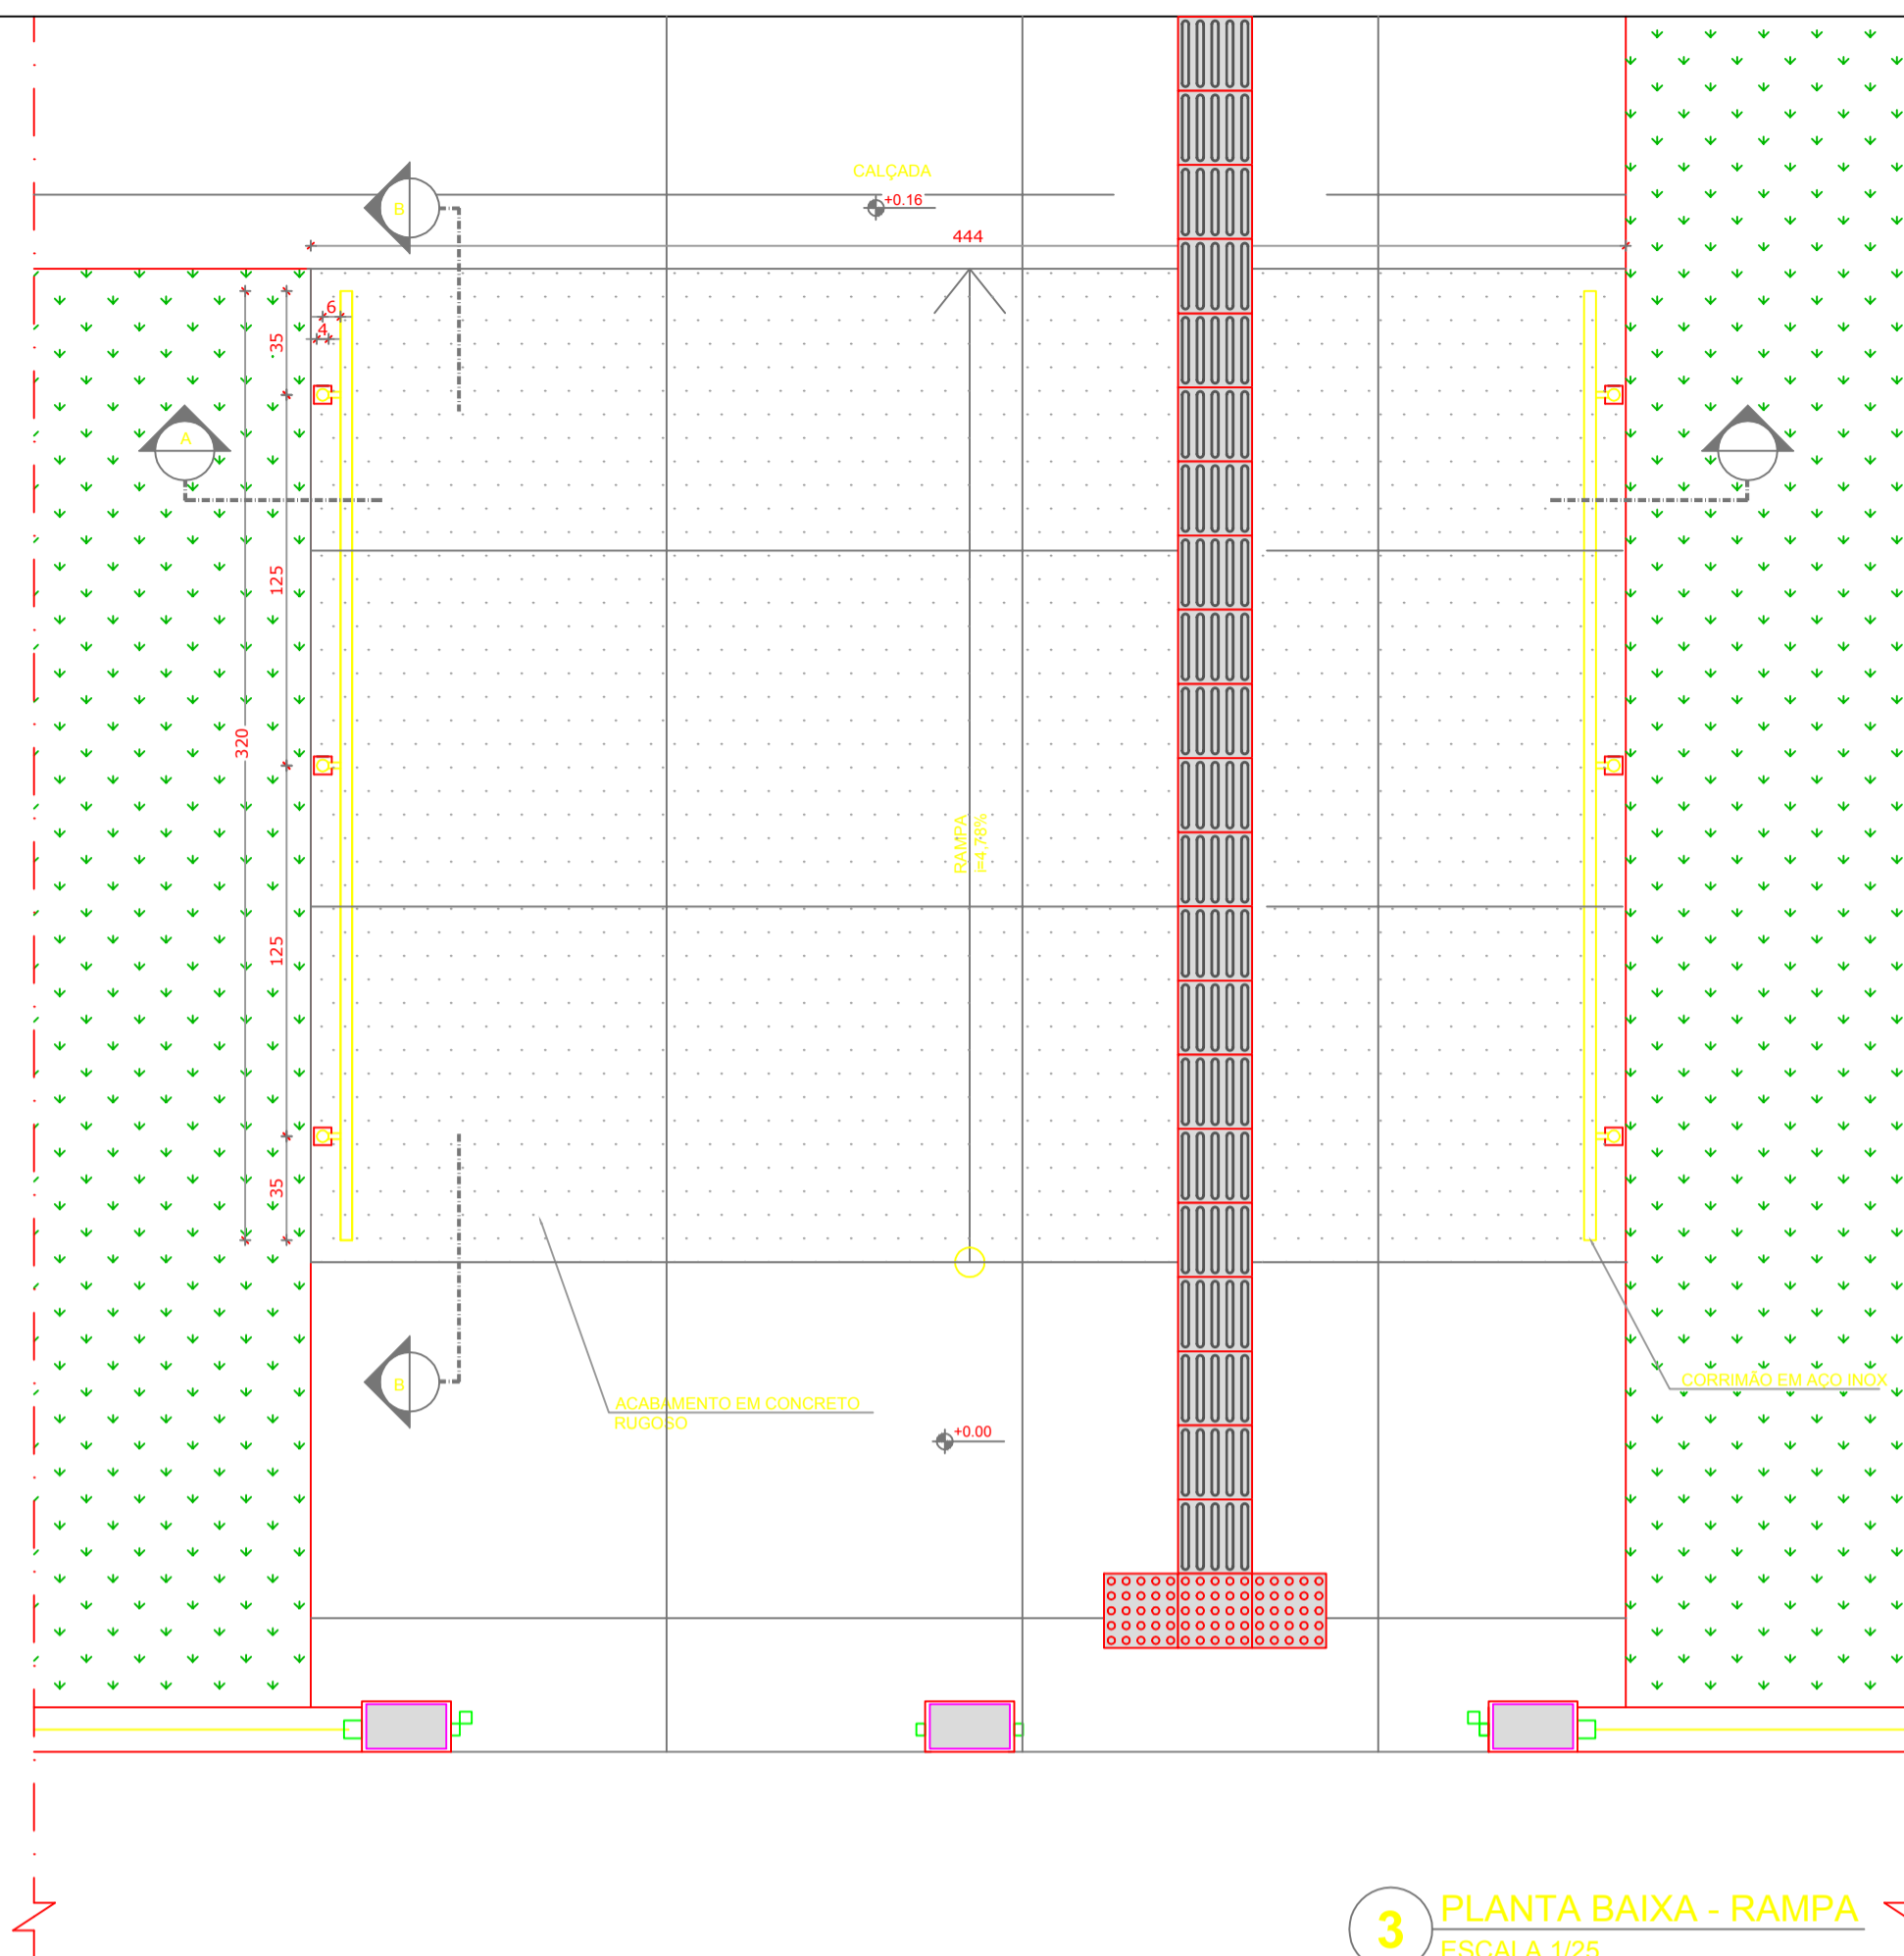 CALÇADA
+0.16
B
444
6
4
35
A
125
320
RAMPA
i=4.78%
125
35
B
ACABAMENTO EM CONCRETO
RUGOSO
CORRIMÃO EM AÇO INOX
+0.00
3
PLANTA BAIXA - RAMPA
ESCALA 1/25